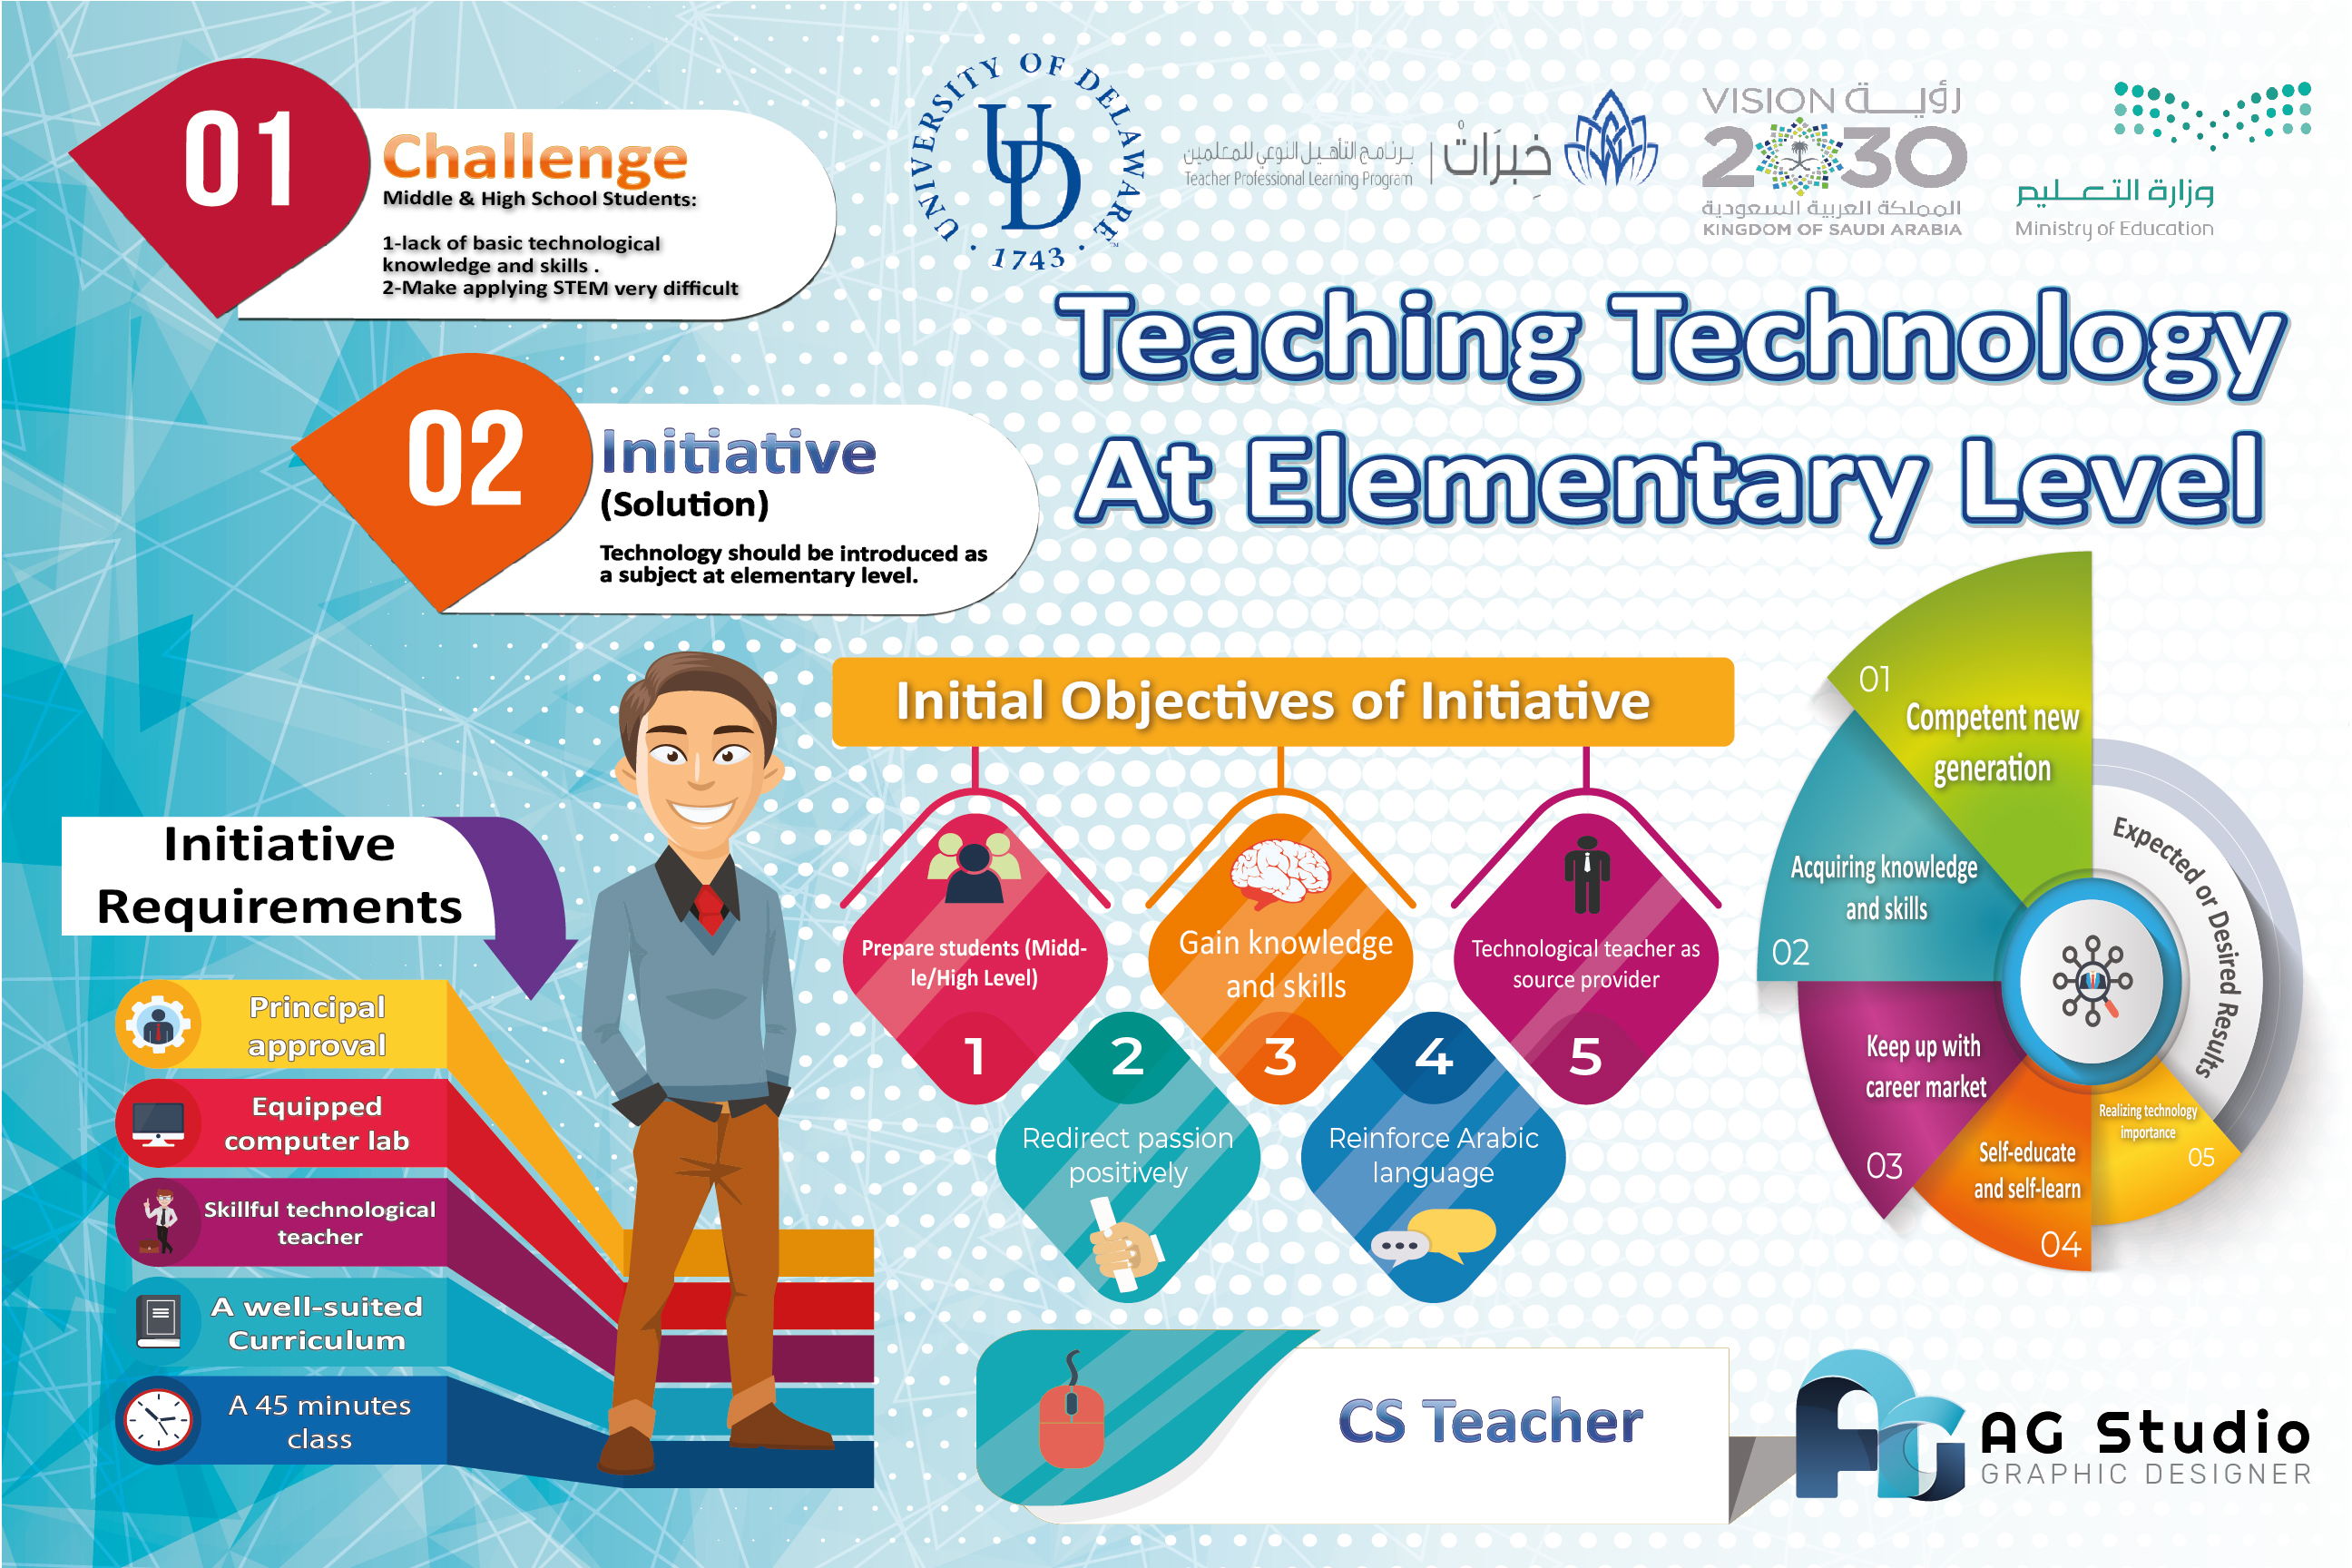 01
Challenge
Middle & High School Students:
1-lack of basic technological
knowledge and skills .
2-Make applying STEM very difficult
02
Initiative
(Solution)
Technology should be introduced as
a subject at elementary level.
UNIVERSITY OF DELAWARE
UD
TM
· 1743 ·
برنامج التأهيل النوعي للمعلمين
Teacher Professional Learning Program
خبرات
VISION رؤيـــة
2030
المملكة العربية السعودية
KINGDOM OF SAUDI ARABIA
وزارة التعليم
Ministry of Education
Teaching Technology
At Elementary Level
Initiative
Requirements
Principal
approval
Equipped
computer lab
Skillful technological
teacher
A well-suited
Curriculum
A 45 minutes
class
Initial Objectives of Initiative
Prepare students (Midd-
le/High Level)
1
2
Redirect passion
positively
Gain knowledge
and skills
3
4
Reinforce Arabic
language
Technological teacher as
source provider
5
01
Competent new
generation
Acquiring knowledge
and skills
02
Keep up with
career market
03
Self-educate
and self-learn
04
Realizing technology
importance
05
Expected or Desired Results
CS Teacher
AG Studio
GRAPHIC DESIGNER